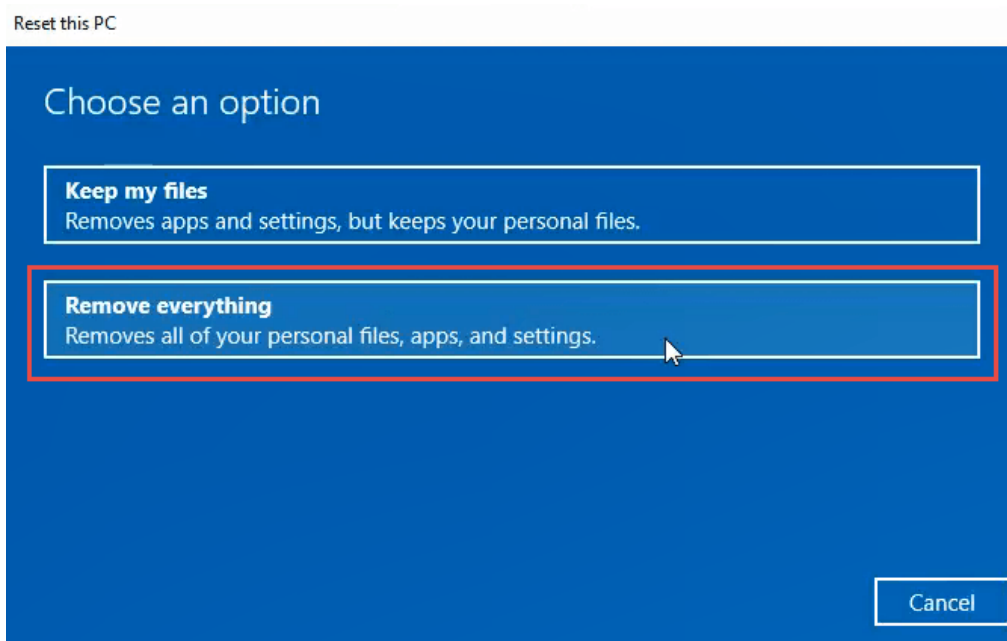 Reset this PC
Choose an option
Keep my files
Removes apps and settings, but keeps your personal files.
Remove everything
Removes all of your personal files, apps, and settings.
Cancel